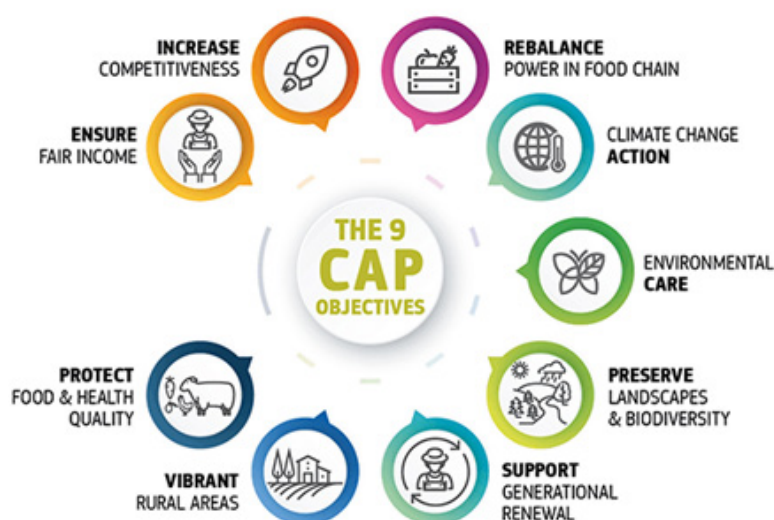 THE 9
CAP
OBJECTIVES
INCREASE
COMPETITIVENESS
REBALANCE
POWER IN FOOD CHAIN
ENSURE
FAIR INCOME
CLIMATE CHANGE
ACTION
ENVIRONMENTAL
CARE
PROTECT
FOOD & HEALTH
QUALITY
PRESERVE
LANDSCAPES
& BIODIVERSITY
VIBRANT
RURAL AREAS
SUPPORT
GENERATIONAL
RENEWAL